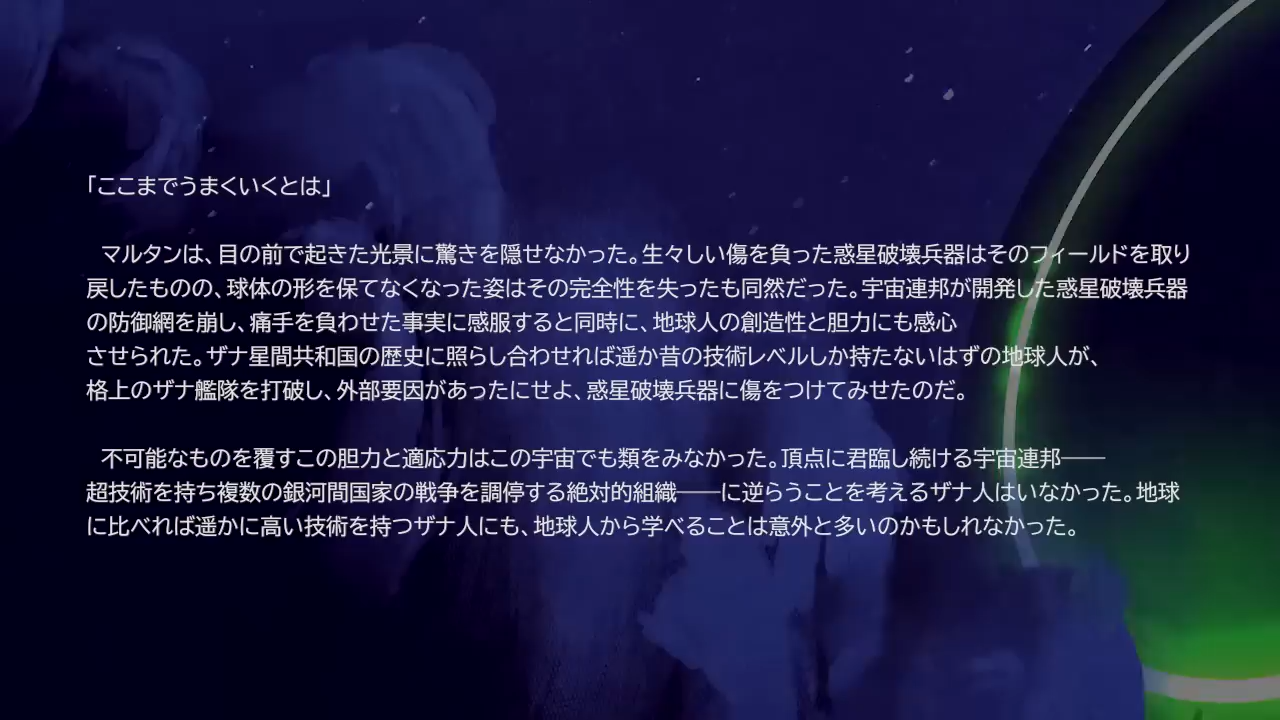 「ここまでうまくいくとは」
マルタンは、目の前で起きた光景に驚きを隠せなかった。生々しい傷を負った惑星破壊兵器はそのフィールドを取り
戻したものの、球体の形を保てなくなった姿はその完全性を失ったも同然だった。宇宙連邦が開発した惑星破壊兵器
の防御網を崩し、痛手を負わせた事実に感服すると同時に、地球人の創造性と胆力にも感心
させられた。ザナ星間共和国の歴史に照らし合わせれば遥か昔の技術レベルしか持たないはずの地球人が、
格上のザナ艦隊を打破し、外部要因があったにせよ、惑星破壊兵器に傷をつけてみせたのだ。
不可能なものを覆すこの胆力と適応力はこの宇宙でも類をみなかった。頂点に君臨し続ける宇宙連邦――
超技術を持ち複数の銀河間国家の戦争を調停する絶対的組織――に逆らうことを考えるザナ人はいなかった。地球
に比べれば遥かに高い技術を持つザナ人にも、地球人から学べることは意外と多いのかもしれなかった。